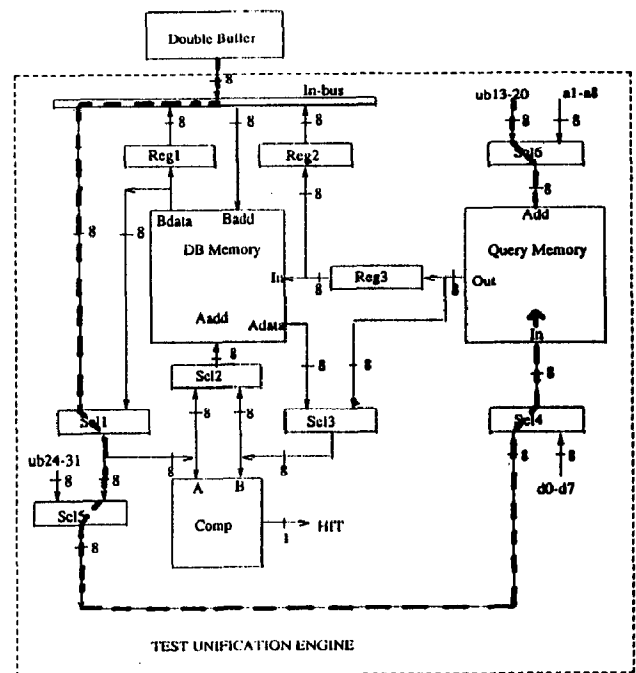 Double Buffer
8
In-bus
ub13-20
a1-a8
8
8
8
8
8
Reg1
Reg2
Sel6
8
8
8
8
8
Bdata
Badd
DB Memory
In
8
Reg3
8
Add
Query Memory
Out
Aadd
Adata
In
8
8
8
8
Sel2
Sel1
8
8
Sel3
Sel4
ub24-31
8
8
8
8
8
d0-d7
A
B
Sel5
Comp
HIT
1
8
8
TEST UNIFICATION ENGINE